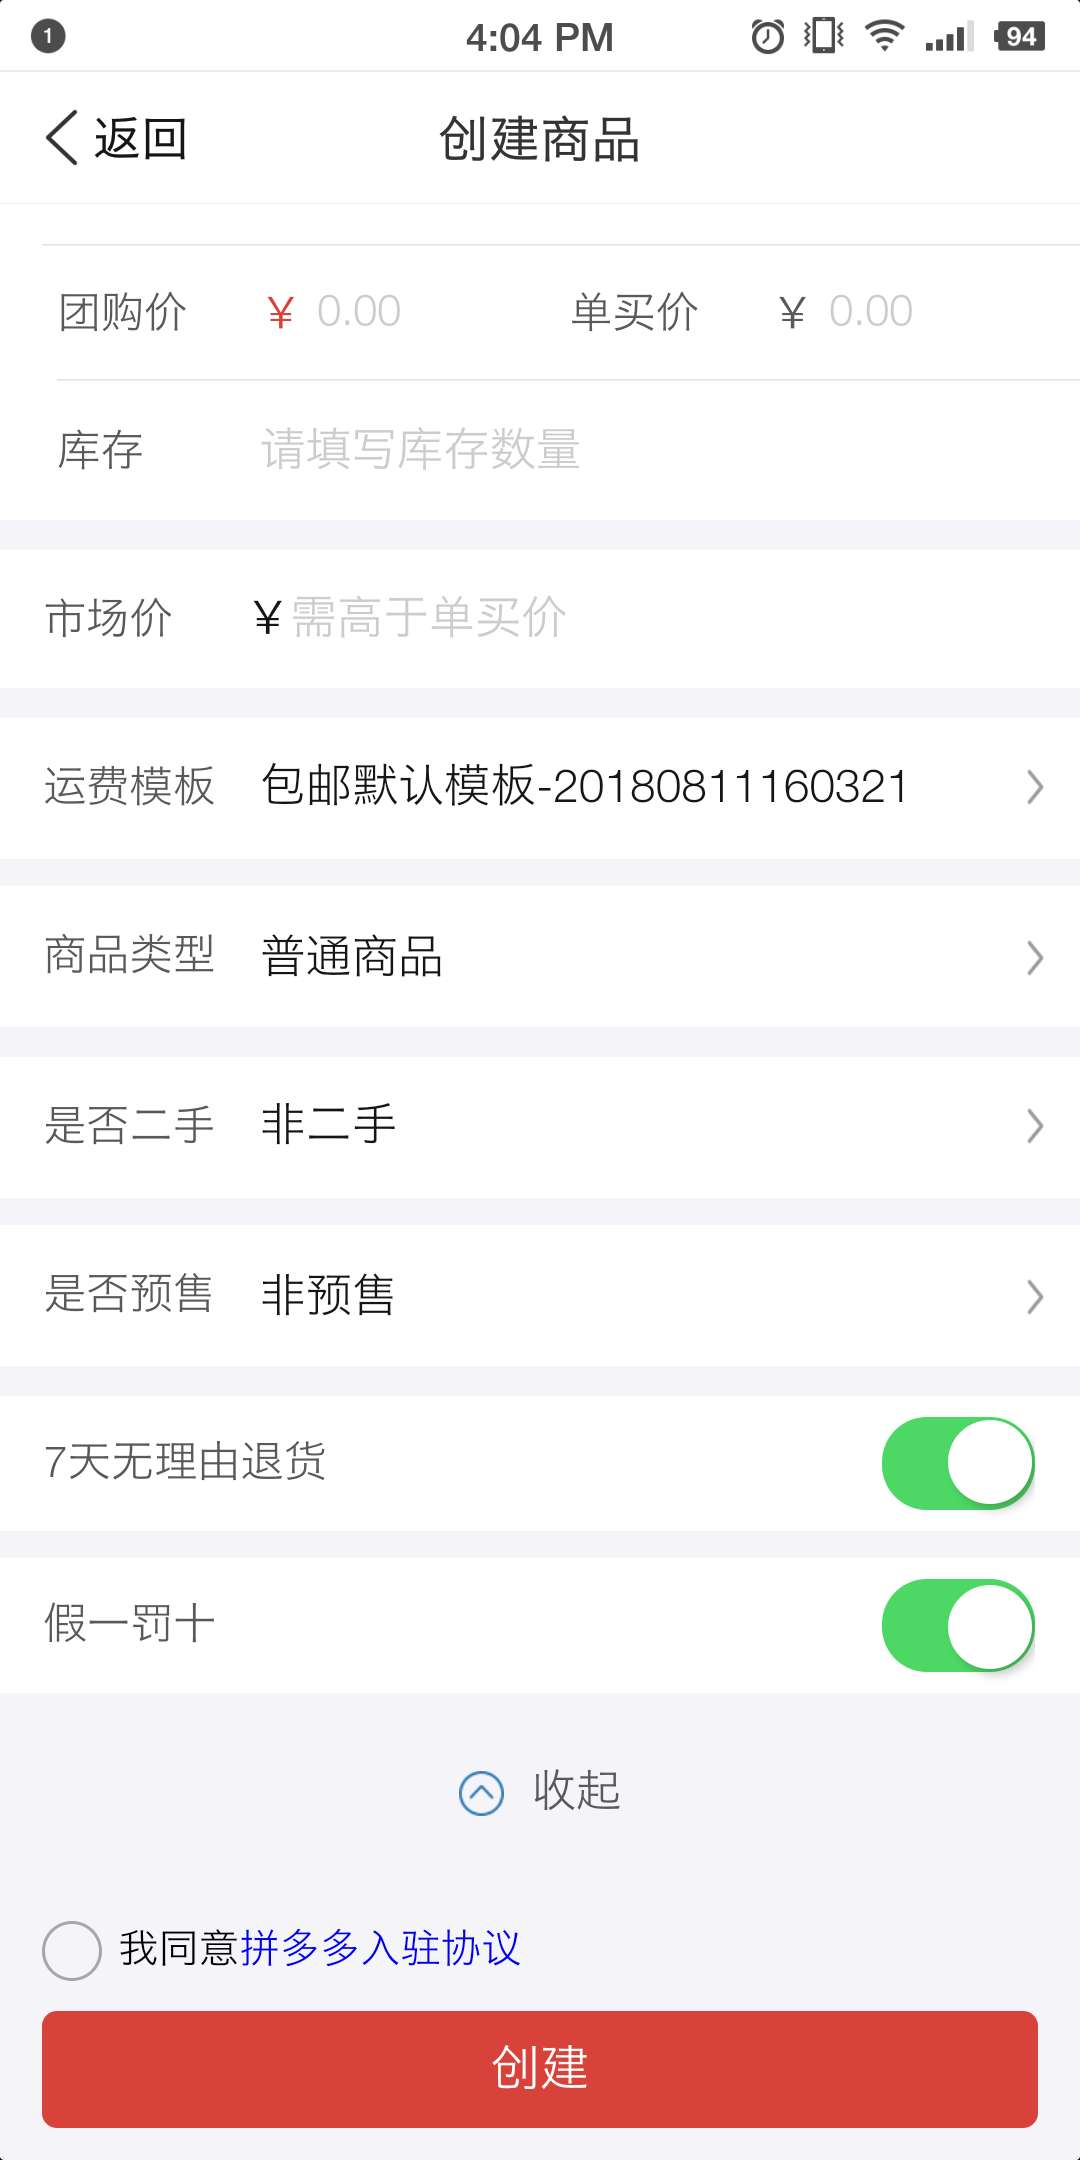 1 4:04 PM 94
返回 创建商品
团购价 ¥ 0.00 单买价 ¥ 0.00
库存 请填写库存数量
市场价 ¥ 需高于单买价
运费模板 包邮默认模板-20180811160321
商品类型 普通商品
是否二手 非二手
是否预售 非预售
7天无理由退货
假一罚十
收起
我同意拼多多入驻协议
创建